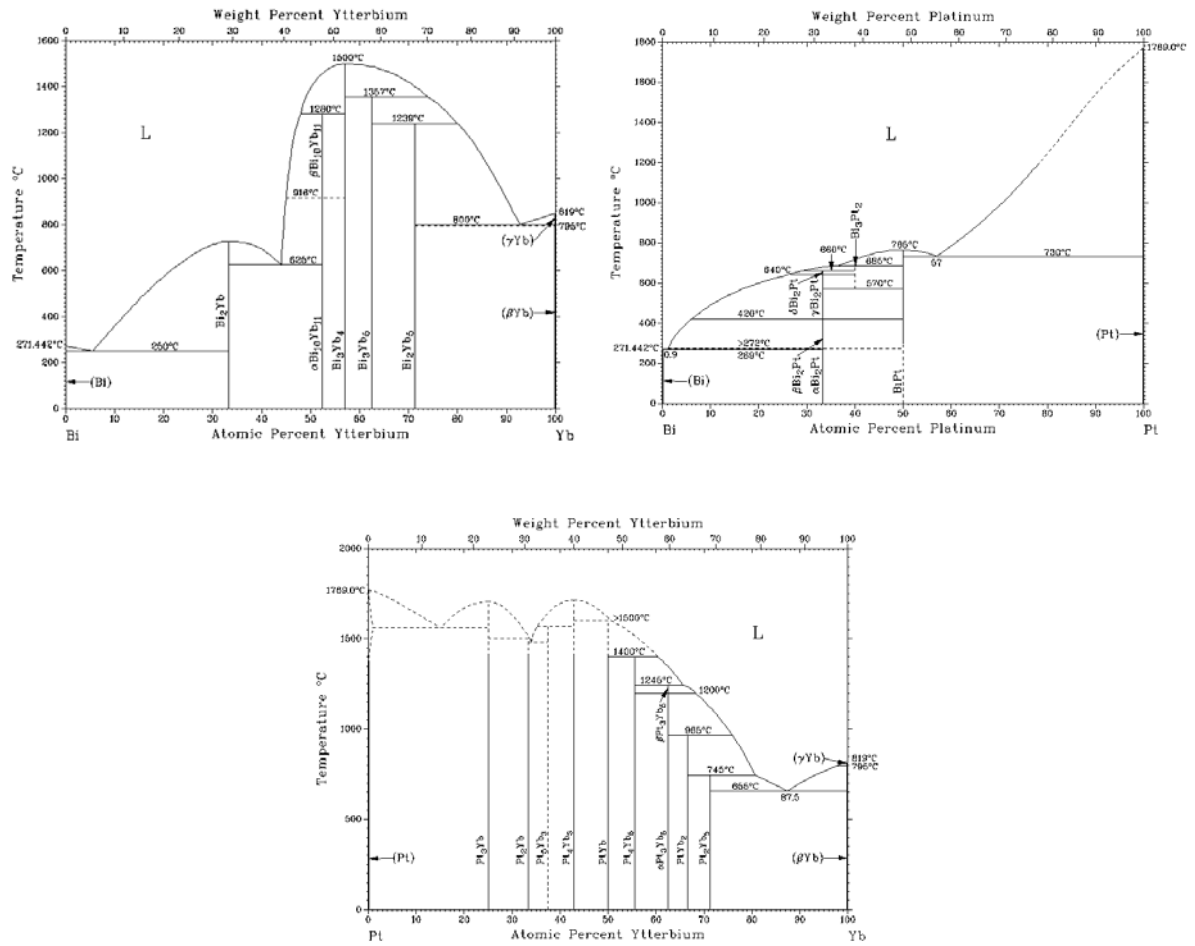 Weight Percent Ytterbium
0 10 20 30 40 50 60 70 80 90 100
1600
1400
1200
1000
800
600
400
200
0
Temperature °C
L
1500°C
1357°C
1280°C
1239°C
βBi₁₀Yb₁₁
916°C
800°C
819°C
795°C
(γYb)
625°C
Bi₂Yb
(βYb)
271.442°C
250°C
(Bi)
αBi₁₀Yb₁₁
Bi₃Yb₄
Bi₃Yb₅
Bi₂Yb₅
0 10 20 30 40 50 60 70 80 90 100
Bi
Atomic Percent Ytterbium
Yb
Weight Percent Platinum
0 10 20 30 40 50 60 70 80 90 100
1800
1600
1400
1200
1000
800
600
400
200
0
Temperature °C
1769.0°C
L
Bi₃Pt₂
765°C
660°C
685°C
640°C
57
730°C
δBi₂Pt
γBi₂Pt
570°C
420°C
(Pt)
271.442°C
>272°C
0.9
269°C
(Bi)
βBi₂Pt
αBi₂Pt
BiPt
0 10 20 30 40 50 60 70 80 90 100
Bi
Atomic Percent Platinum
Pt
Weight Percent Ytterbium
0 10 20 30 40 50 60 70 80 90 100
2000
1500
1000
500
0
Temperature °C
1769.0°C
>1500°C
L
1400°C
1245°C
1200°C
βPt₃Yb₅
965°C
(γYb)
819°C
795°C
745°C
655°C
87.5
(Pt)
Pt₃Yb
Pt₂Yb
Pt₅Yb₃
Pt₄Yb₃
PtYb
Pt₄Yb₅
αPt₃Yb₅
PtYb₂
Pt₂Yb₅
(βYb)
0 10 20 30 40 50 60 70 80 90 100
Pt
Atomic Percent Ytterbium
Yb